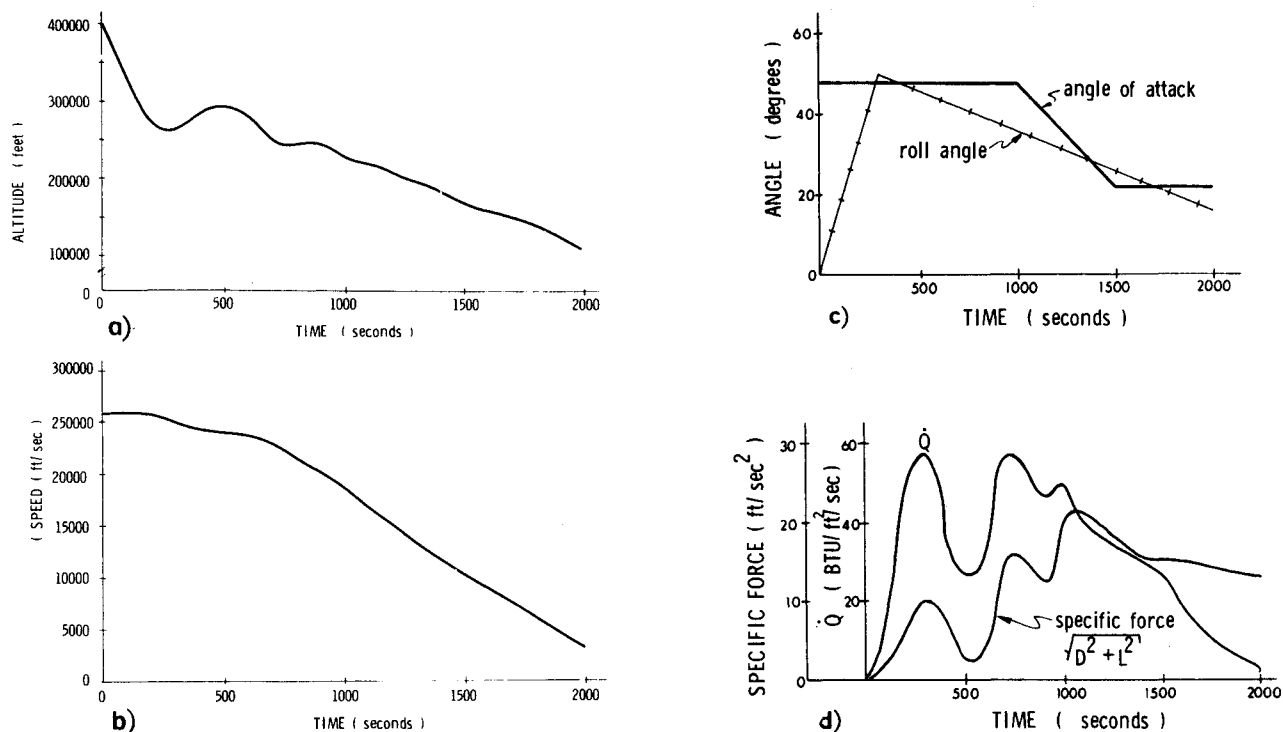 400000
300000
200000
100000
0
ALTITUDE ( feet)
0
500
1000
1500
2000
TIME ( seconds)
a)
300000
250000
20000
15000
10000
5000
0
(SPEED (ft/sec)
0
500
1000
1500
2000
TIME ( seconds)
b)
60
40
20
0
ANGLE ( degrees)
angle of attack
roll angle
500
1000
1500
2000
TIME ( seconds)
c)
30
20
10
0
SPECIFIC FORCE ( ft/sec²)
60
40
20
0
Q̇ ( BTU/ft²/sec)
Q̇
specific force
√D² + L²
500
1000
1500
2000
TIME ( seconds)
d)